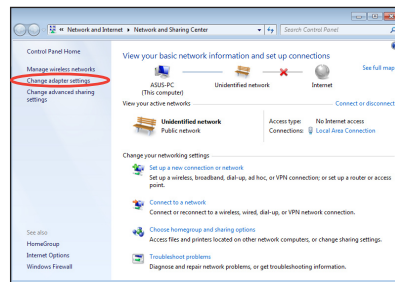 « Network and Internet ▸ Network and Sharing Center
Search Control Panel
Control Panel Home
Manage wireless networks
Change adapter settings
Change advanced sharing
settings
See also
HomeGroup
Internet Options
Windows Firewall
View your basic network information and set up connections
See full map
ASUS-PC
(This computer)
Unidentified network
Internet
View your active networks
Connect or disconnect
Unidentified network
Public network
Access type: No Internet access
Connections: Local Area Connection
Change your networking settings
Set up a new connection or network
Set up a wireless, broadband, dial-up, ad hoc, or VPN connection; or set up a router or access
point.
Connect to a network
Connect or reconnect to a wireless, wired, dial-up, or VPN network connection.
Choose homegroup and sharing options
Access files and printers located on other network computers, or change sharing settings.
Troubleshoot problems
Diagnose and repair network problems, or get troubleshooting information.